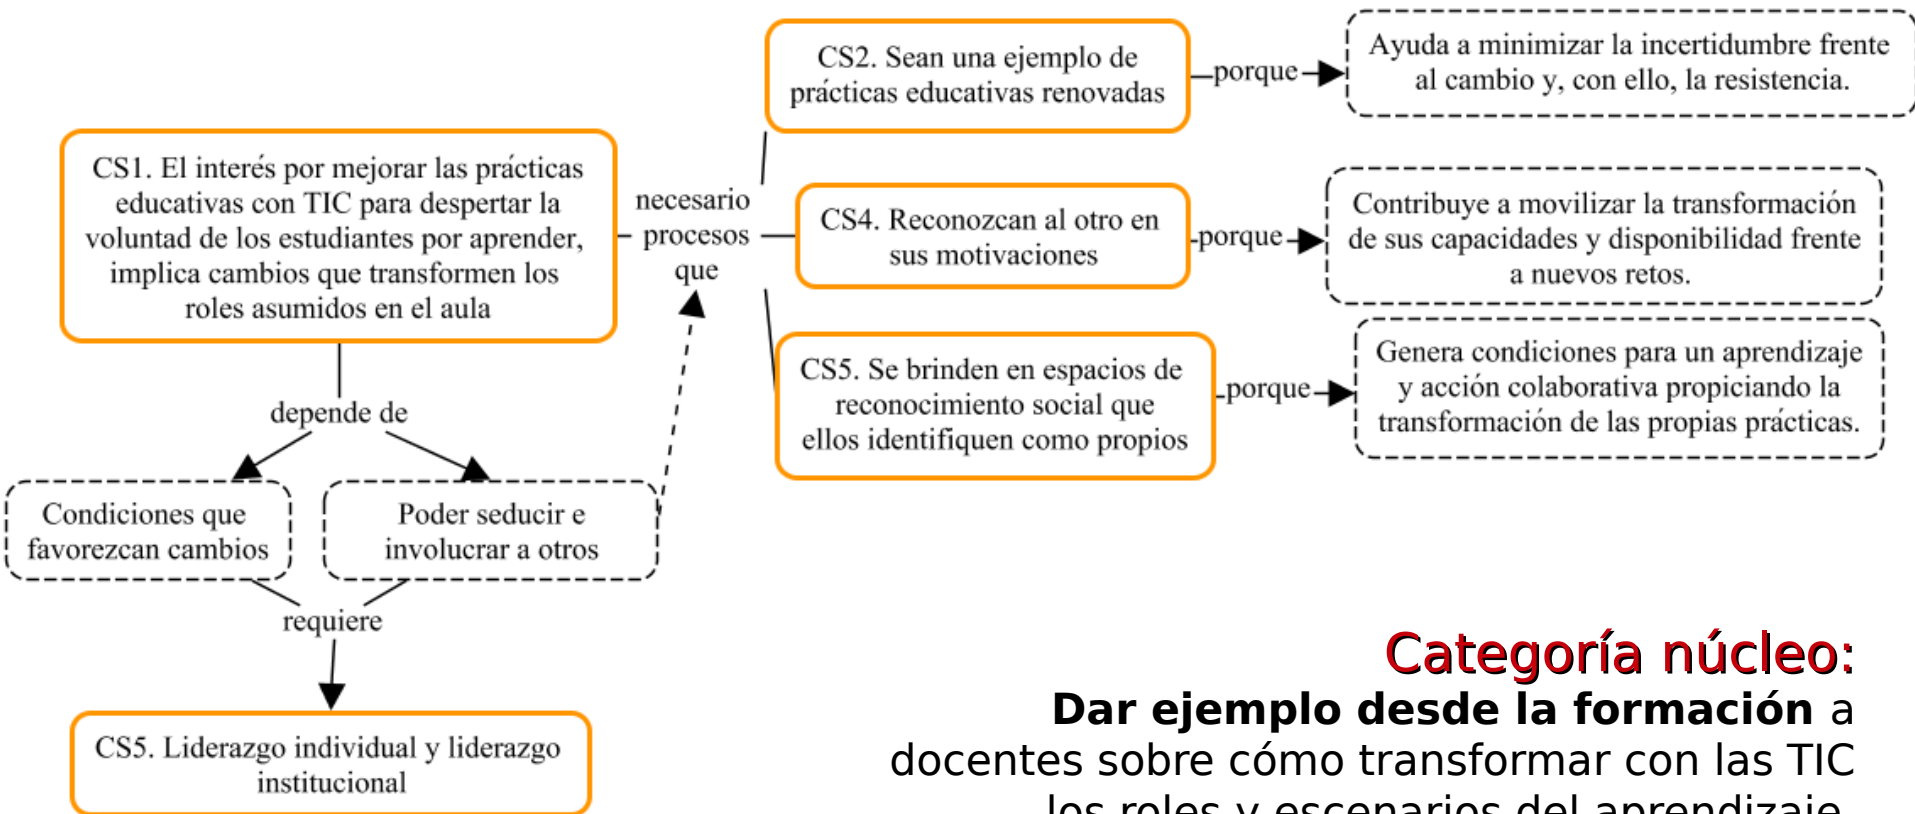 CS1. El interés por mejorar las prácticas
educativas con TIC para despertar la
voluntad de los estudiantes por aprender,
implica cambios que transformen los
roles asumidos en el aula
necesario
procesos
que
CS2. Sean una ejemplo de
prácticas educativas renovadas
porque
Ayuda a minimizar la incertidumbre frente
al cambio y, con ello, la resistencia.
CS4. Reconozcan al otro en
sus motivaciones
porque
Contribuye a movilizar la transformación
de sus capacidades y disponibilidad frente
a nuevos retos.
CS5. Se brinden en espacios de
reconocimiento social que
ellos identifiquen como propios
porque
Genera condiciones para un aprendizaje
y acción colaborativa propiciando la
transformación de las propias prácticas.
depende de
Condiciones que
favorezcan cambios
Poder seducir e
involucrar a otros
requiere
CS5. Liderazgo individual y liderazgo
institucional
Categoría núcleo:
Dar ejemplo desde la formación a
docentes sobre cómo transformar con las TIC
los roles y escenarios del aprendizaje.